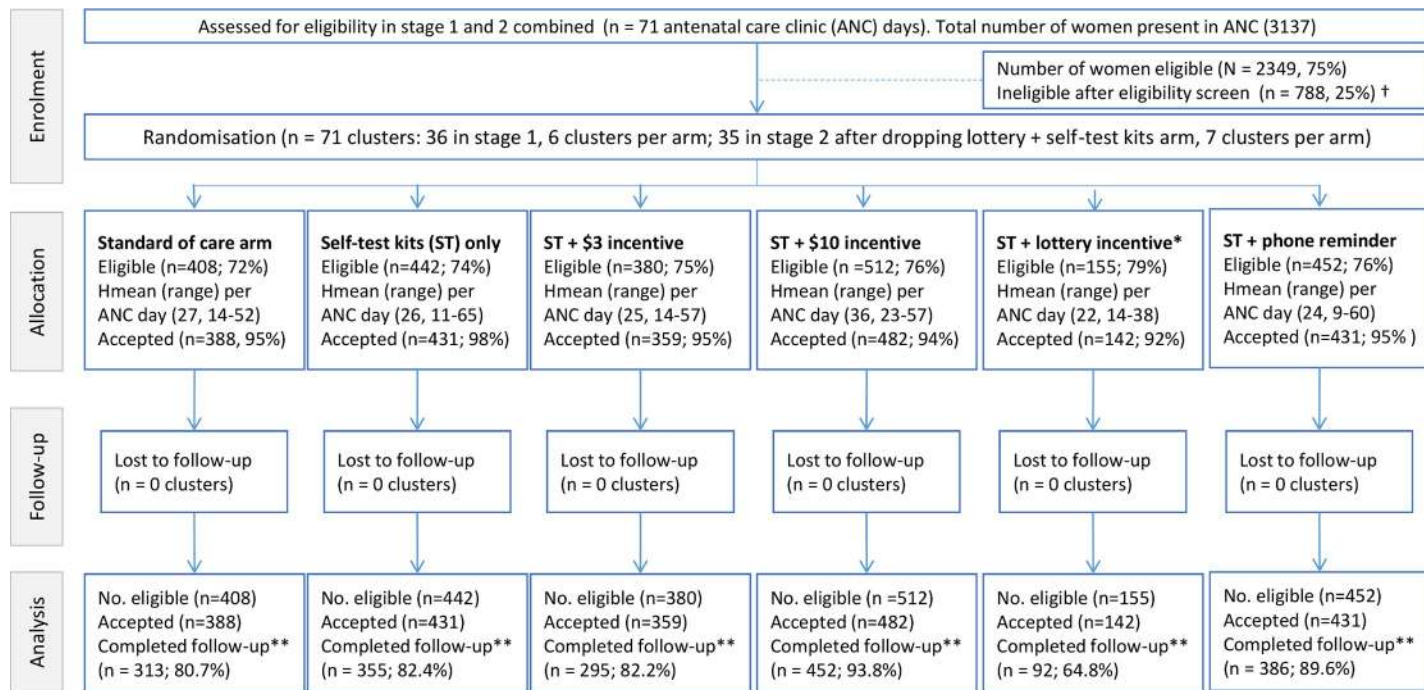 Enrolment
Assessed for eligibility in stage 1 and 2 combined (n = 71 antenatal care clinic (ANC) days). Total number of women present in ANC (3137)
Number of women eligible (N = 2349, 75%)
Ineligible after eligibility screen (n = 788, 25%) †
Randomisation (n = 71 clusters: 36 in stage 1, 6 clusters per arm; 35 in stage 2 after dropping lottery + self-test kits arm, 7 clusters per arm)
Allocation
Standard of care arm
Eligible (n=408; 72%)
Hmean (range) per
ANC day (27, 14-52)
Accepted (n=388, 95%)
Self-test kits (ST) only
Eligible (n=442; 74%)
Hmean (range) per
ANC day (26, 11-65)
Accepted (n=431; 98%)
ST + $3 incentive
Eligible (n=380; 75%)
Hmean (range) per
ANC day (25, 14-57)
Accepted (n=359; 95%)
ST + $10 incentive
Eligible (n =512; 76%)
Hmean (range) per
ANC day (36, 23-57)
Accepted (n=482; 94%)
ST + lottery incentive*
Eligible (n=155; 79%)
Hmean (range) per
ANC day (22, 14-38)
Accepted (n=142; 92%)
ST + phone reminder
Eligible (n=452; 76%)
Hmean (range) per
ANC day (24, 9-60)
Accepted (n=431; 95% )
Follow-up
Lost to follow-up
(n = 0 clusters)
Lost to follow-up
(n = 0 clusters)
Lost to follow-up
(n = 0 clusters)
Lost to follow-up
(n = 0 clusters)
Lost to follow-up
(n = 0 clusters)
Lost to follow-up
(n = 0 clusters)
Analysis
No. eligible (n=408)
Accepted (n=388)
Completed follow-up**
(n = 313; 80.7%)
No. eligible (n=442)
Accepted (n=431)
Completed follow-up**
(n = 355; 82.4%)
No. eligible (n=380)
Accepted (n=359)
Completed follow-up**
(n = 295; 82.2%)
No. eligible (n =512)
Accepted (n=482)
Completed follow-up**
(n = 452; 93.8%)
No. eligible (n=155)
Accepted (n=142)
Completed follow-up**
(n = 92; 64.8%)
No. eligible (n=452)
Accepted (n=431)
Completed follow-up**
(n = 386; 89.6%)